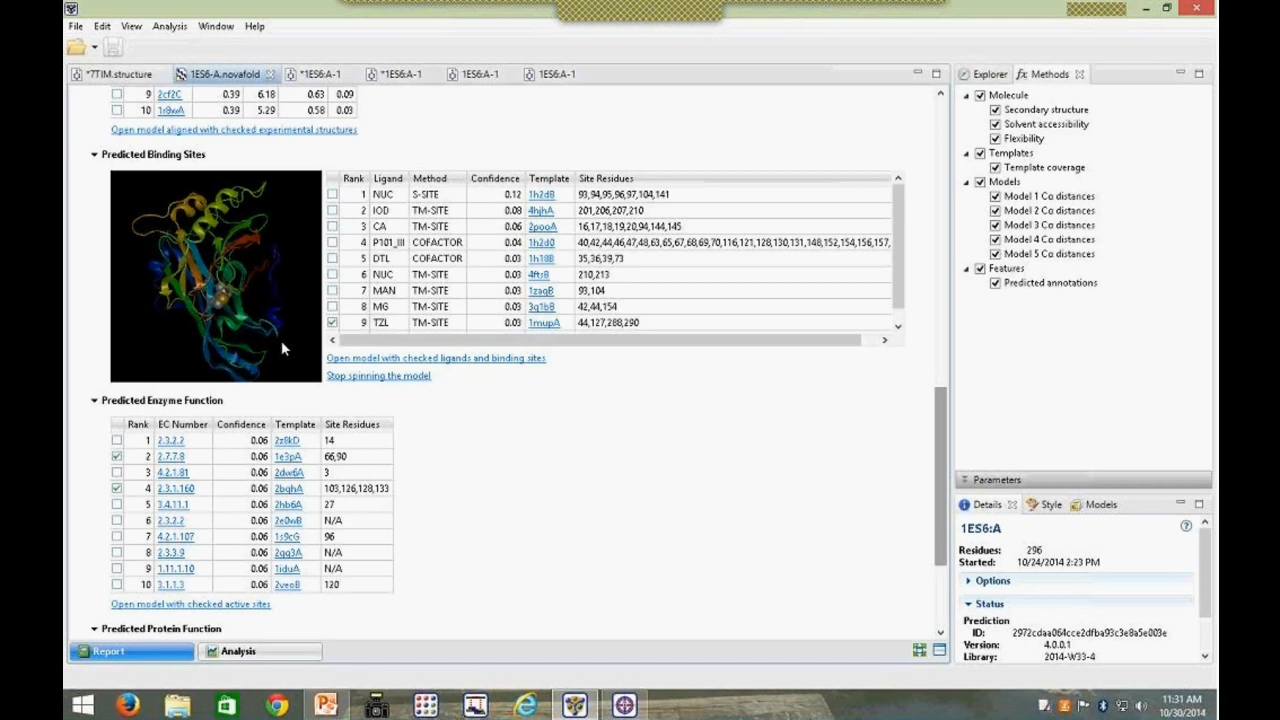 File Edit View Analysis Window Help
*7TIM.structure 1ES6-A.novafold *1ES6:A-1 *1ES6:A-1 1ES6:A-1 1ES6:A-1
9 2cf2C 0.39 6.18 0.63 0.09
10 1r8wA 0.39 5.29 0.58 0.03
Open model aligned with checked experimental structures
Predicted Binding Sites
Rank Ligand Method Confidence Template Site Residues
1 NUC S-SITE 0.12 1h2dB 93,94,95,96,97,104,141
2 IOD TM-SITE 0.08 4hjhA 201,206,207,210
3 CA TM-SITE 0.06 2pooA 16,17,18,19,20,94,144,145
4 P101_III COFACTOR 0.04 1h2d0 40,42,44,46,47,48,63,65,67,68,69,70,116,121,128,130,131,148,152,154,156,157,
5 DTL COFACTOR 0.03 1h18B 35,36,39,73
6 NUC TM-SITE 0.03 4ftsB 210,213
7 MAN TM-SITE 0.03 1zaqB 93,104
8 MG TM-SITE 0.03 3q1bB 42,44,154
9 TZL TM-SITE 0.03 1mupA 44,127,288,290
Open model with checked ligands and binding sites
Stop spinning the model
Predicted Enzyme Function
Rank EC Number Confidence Template Site Residues
1 2.3.2.2 0.06 2z8kD 14
2 2.7.7.8 0.06 1e3pA 66,90
3 4.2.1.81 0.06 2dw6A 3
4 2.3.1.160 0.06 2bghA 103,126,128,133
5 3.4.11.1 0.06 2hb6A 27
6 2.3.2.2 0.06 2e0wB N/A
7 4.2.1.107 0.06 1s9cG 96
8 2.3.3.9 0.06 2gq3A N/A
9 1.11.1.10 0.06 1iduA N/A
10 3.1.1.3 0.06 2veoB 120
Open model with checked active sites
Predicted Protein Function
Report Analysis
Explorer Methods
Molecule
Secondary structure
Solvent accessibility
Flexibility
Templates
Template coverage
Models
Model 1 Cα distances
Model 2 Cα distances
Model 3 Cα distances
Model 4 Cα distances
Model 5 Cα distances
Features
Predicted annotations
Parameters
Details Style Models
1ES6:A
Residues: 296
Started: 10/24/2014 2:23 PM
Options
Status
Prediction
ID: 2972cdaa064cce2dfba93c3e8a5e003e
Version: 4.0.0.1
Library: 2014-W33-4
11:31 AM
10/30/2014